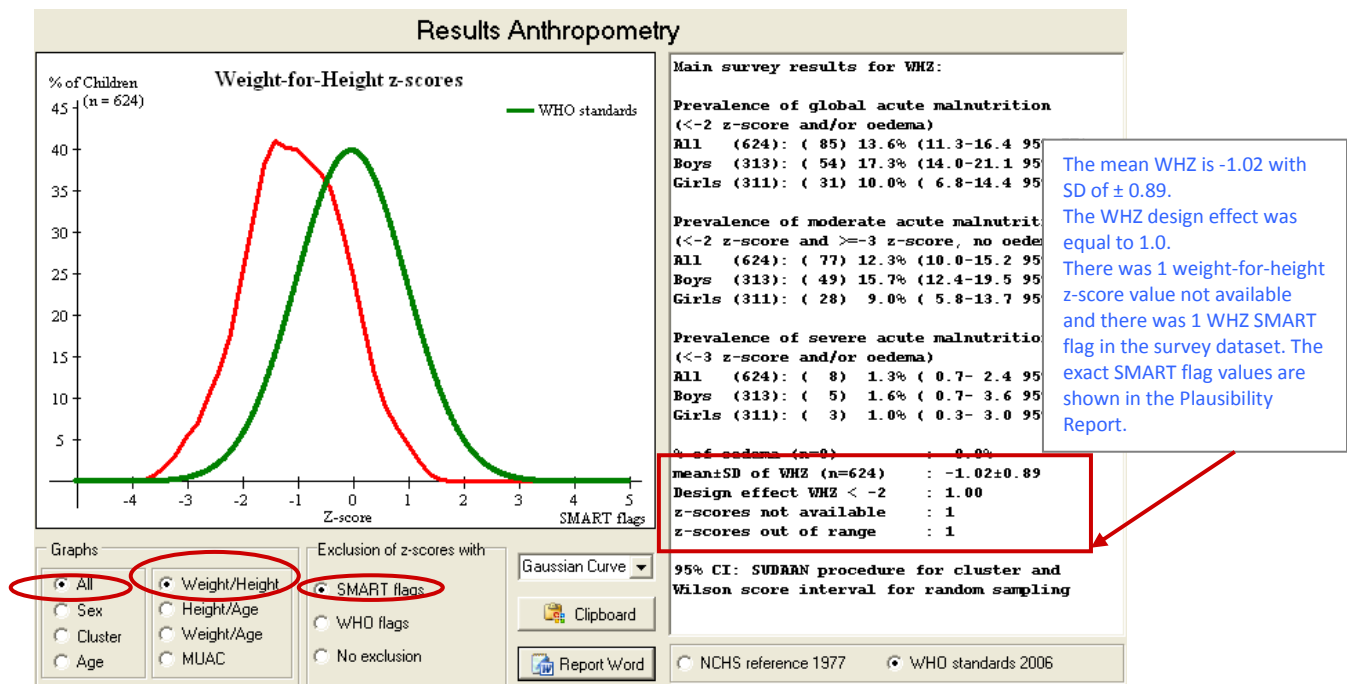 Results Anthropometry
% of Children
(n = 624)
Weight-for-Height z-scores
WHO standards
45
40
35
30
25
20
15
10
5
-4 -3 -2 -1 0 1 2 3 4 5
Z-score
SMART flags
Main survey results for WHZ:
Prevalence of global acute malnutrition
(<-2 z-score and/or oedema)
All (624): ( 85) 13.6% (11.3-16.4 95
Boys (313): ( 54) 17.3% (14.0-21.1 95
Girls (311): ( 31) 10.0% ( 6.8-14.4 95
Prevalence of moderate acute
(<-2 z-score and >=-3 z-score, no
All (624): ( 77) 12.3% (10.0-15.2 95
Boys (313): ( 49) 15.7% (12.4-19.5 95
Girls (311): ( 28) 9.0% ( 5.8-13.7 95
Prevalence of severe acute
(<-3 z-score and/or oedema)
All (624): ( 8) 1.3% ( 0.7- 2.4 95
Boys (313): ( 5) 1.6% ( 0.7- 3.6 95
Girls (311): ( 3) 1.0% ( 0.3- 3.0 95
% of oedema (n=0) : 0.0%
mean±SD of WHZ (n=624) : -1.02±0.89
Design effect WHZ < -2 : 1.00
z-scores not available : 1
z-scores out of range : 1
95% CI: SUDAAN procedure for cluster and
Wilson score interval for random sampling
The mean WHZ is -1.02 with
SD of ± 0.89.
The WHZ design effect was
equal to 1.0.
There was 1 weight-for-height
z-score value not available
and there was 1 WHZ SMART
flag in the survey dataset. The
exact SMART flag values are
shown in the Plausibility
Report.
Graphs
All
Sex
Cluster
Age
Weight/Height
Height/Age
Weight/Age
MUAC
Exclusion of z-scores with
SMART flags
WHO flags
No exclusion
Gaussian Curve
Clipboard
Report Word
NCHS reference 1977
WHO standards 2006